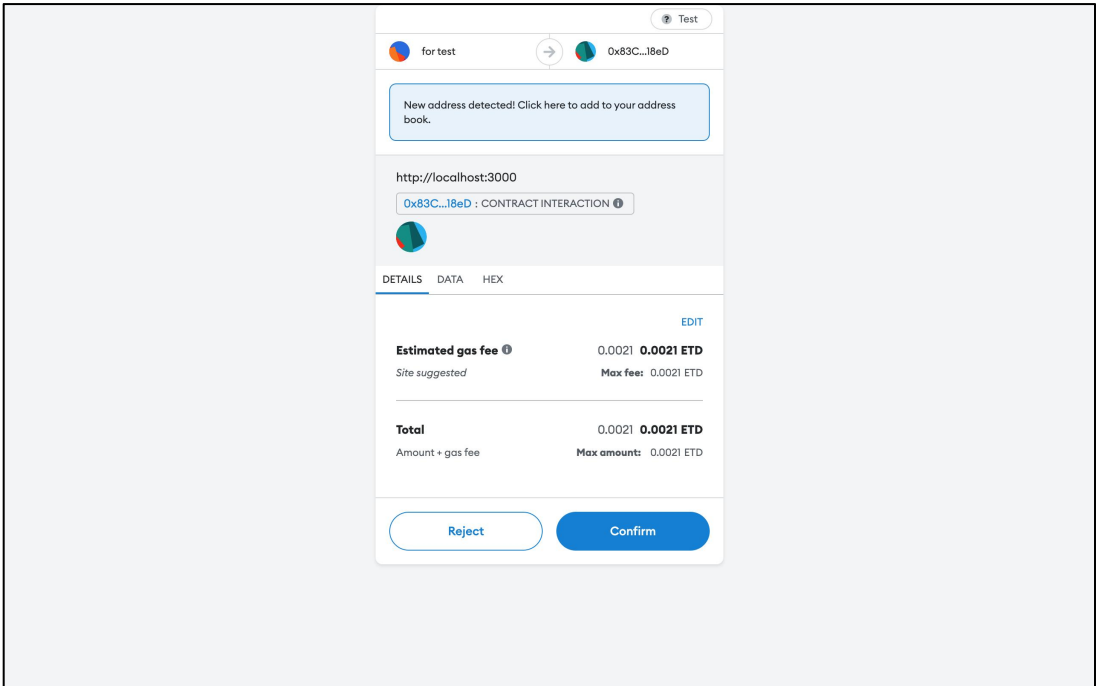 Test
for test 0x83C...18eD
New address detected! Click here to add to your address
book.
http://localhost:3000
0x83C...18eD : CONTRACT INTERACTION
DETAILS DATA HEX
EDIT
Estimated gas fee 0.0021 0.0021 ETD
Site suggested Max fee: 0.0021 ETD
Total 0.0021 0.0021 ETD
Amount + gas fee Max amount: 0.0021 ETD
Reject Confirm